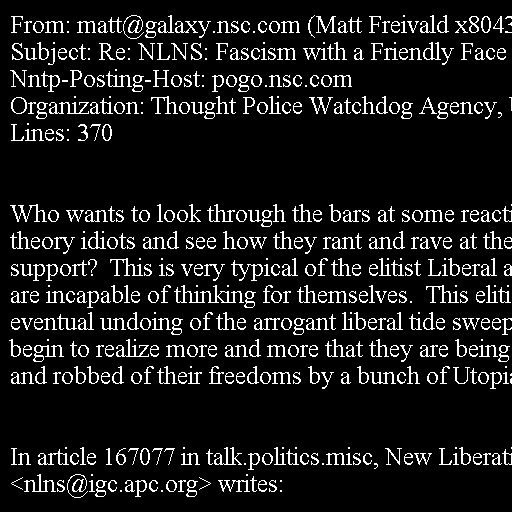 From: matt@galaxy.nsc.com (Matt Freivald x8043
Subject: Re: NLNS: Fascism with a Friendly Face
Nntp-Posting-Host: pogo.nsc.com
Organization: Thought Police Watchdog Agency,
Lines: 370
Who wants to look through the bars at some reacti
theory idiots and see how they rant and rave at the
support?  This is very typical of the elitist Liberal a
are incapable of thinking for themselves.  This eliti
eventual undoing of the arrogant liberal tide sweep
begin to realize more and more that they are being
and robbed of their freedoms by a bunch of Utopia
In article 167077 in talk.politics.misc, New Liberati
<nlns@igc.apc.org> writes: